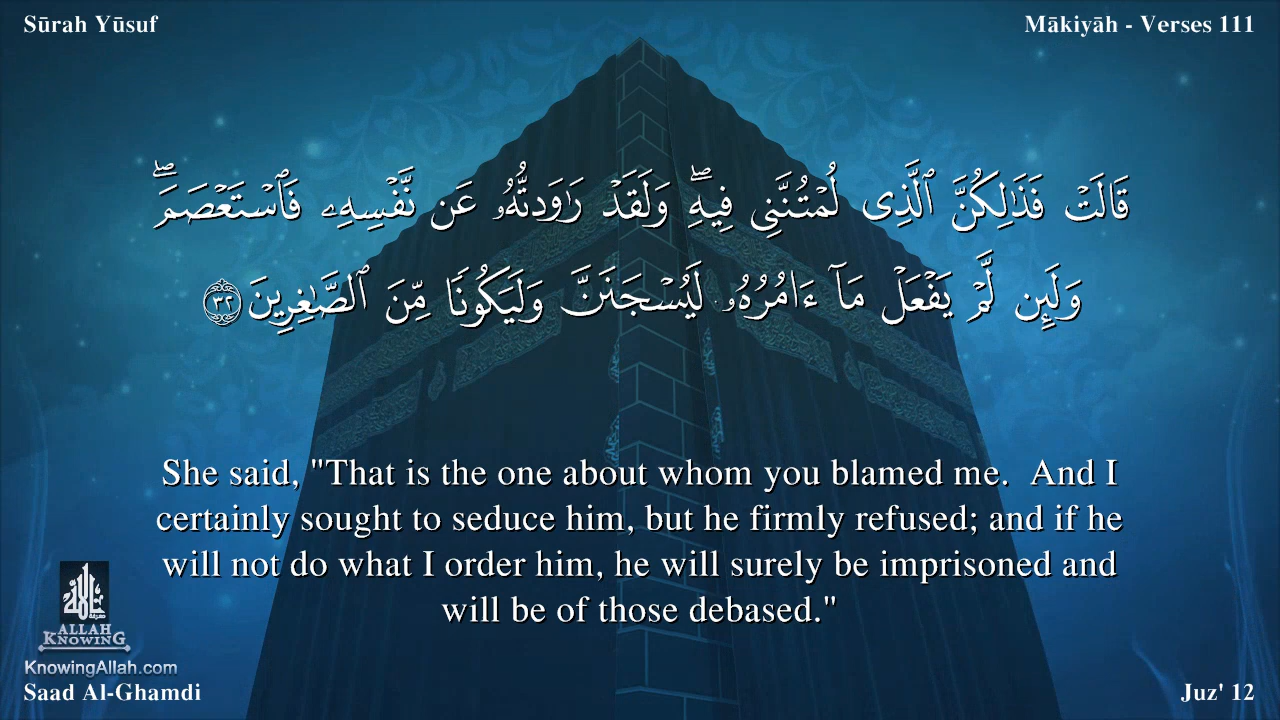 Sūrah Yūsuf
Mākiyāh - Verses 111
قَالَتْ فَذَٰلِكُنَّ ٱلَّذِى لُمْتُنَّنِى فِيهِ ۖ وَلَقَدْ رَٰوَدتُّهُۥ عَن نَّفْسِهِۦ فَٱسْتَعْصَمَ ۖ
وَلَئِن لَّمْ يَفْعَلْ مَآ ءَامُرُهُۥ لَيُسْجَنَنَّ وَلَيَكُونًا مِّنَ ٱلصَّٰغِرِينَ ٣٢
She said, "That is the one about whom you blamed me.  And I
certainly sought to seduce him, but he firmly refused; and if he
will not do what I order him, he will surely be imprisoned and
will be of those debased."
ALLAH
KNOWING
KnowingAllah.com
Saad Al-Ghamdi
Juz' 12